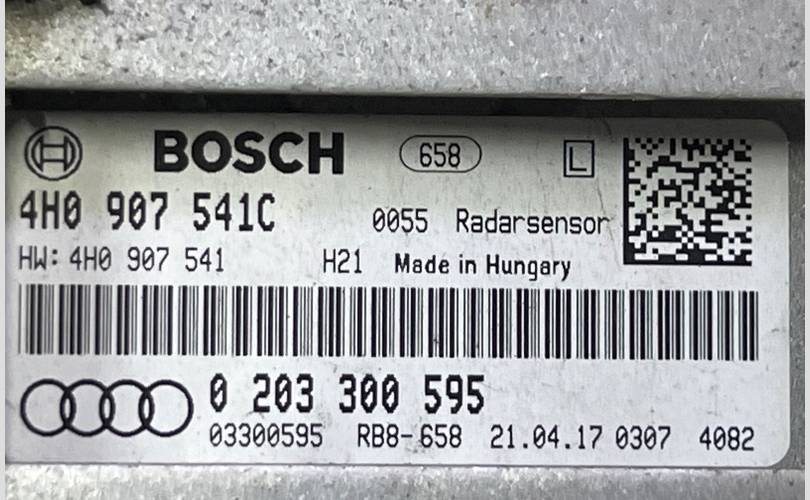 BOSCH 658 L
4H0 907 541C 0055 Radarsensor
HW: 4H0 907 541 H21 Made in Hungary
0 203 300 595
03300595 RB8-658 21.04.17 0307 4082